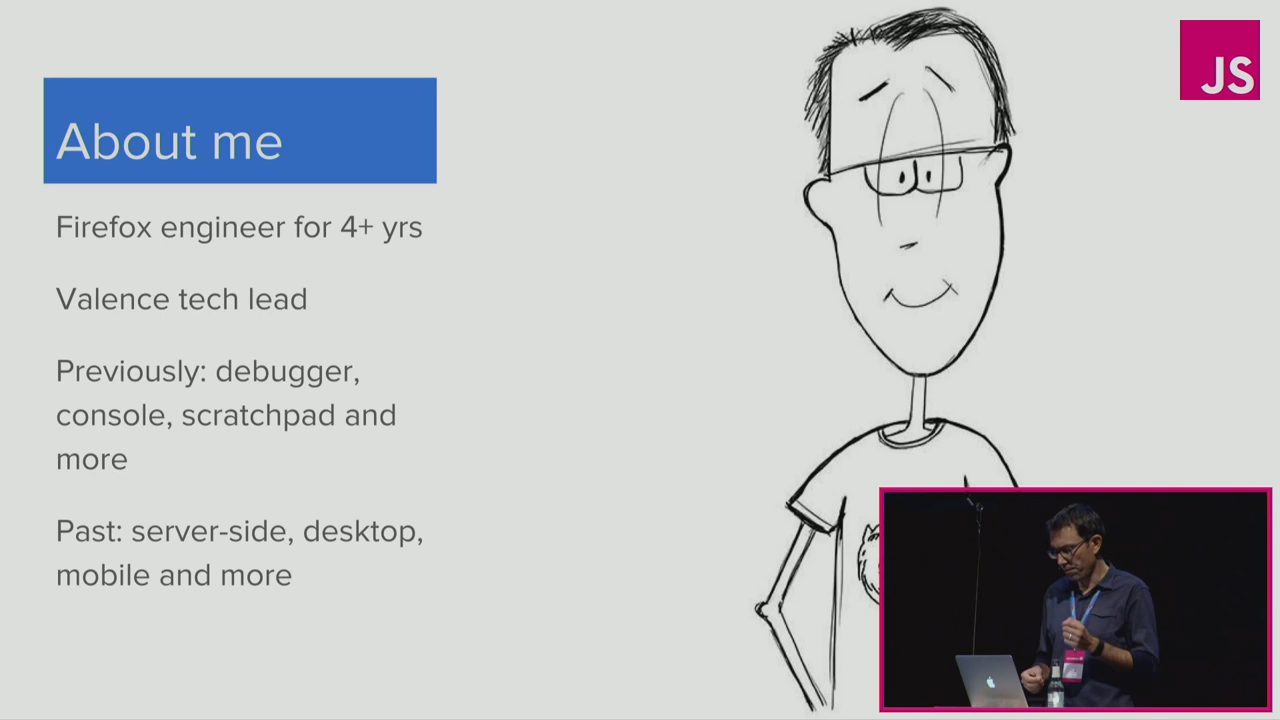 JS
About me
Firefox engineer for 4+ yrs
Valence tech lead
Previously: debugger,
console, scratchpad and
more
Past: server-side, desktop,
mobile and more